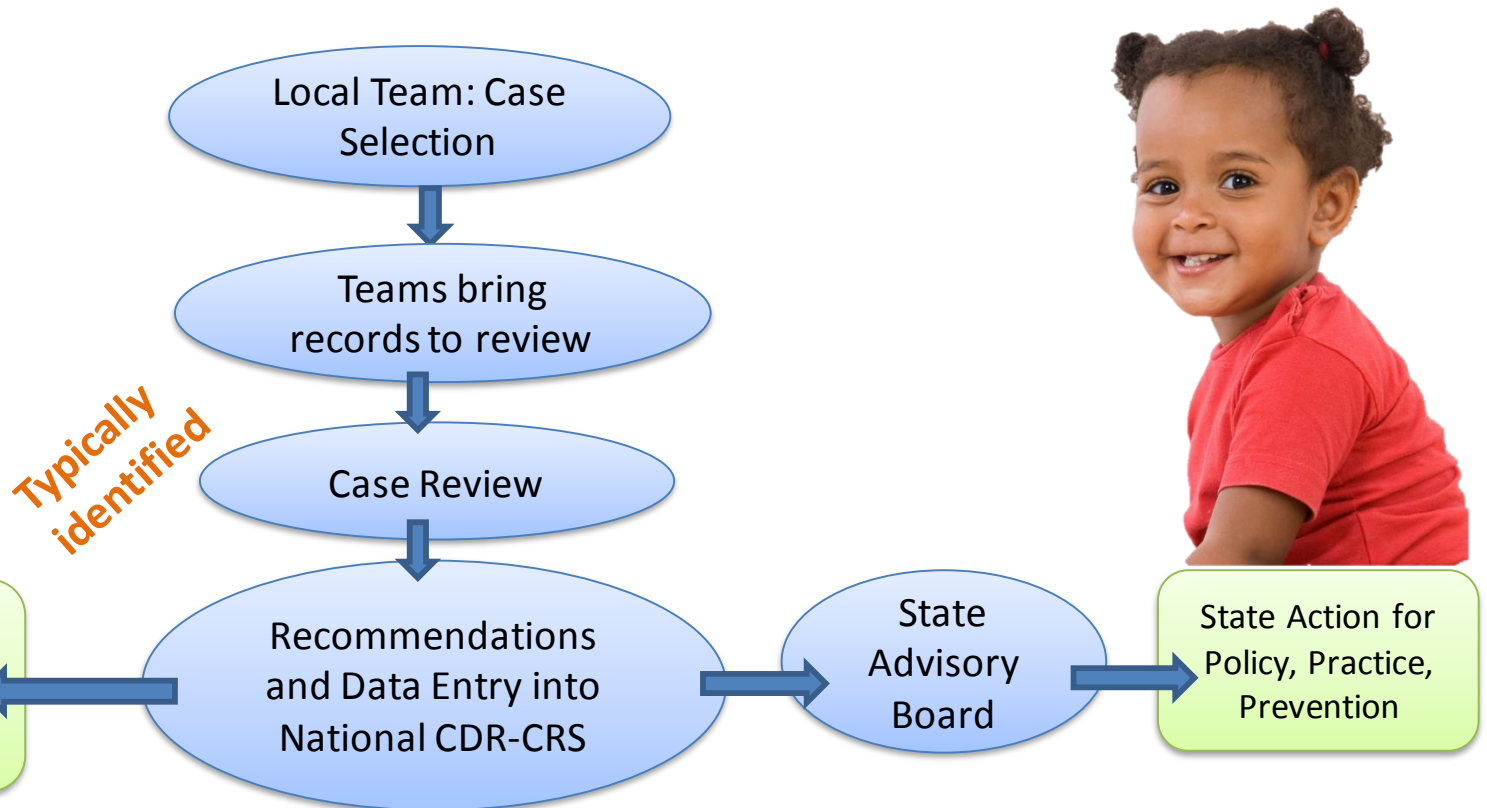 Local Team: Case
Selection
Teams bring
records to review
Typically
identified
Case Review
Recommendations
and Data Entry into
National CDR-CRS
State
Advisory
Board
State Action for
Policy, Practice,
Prevention